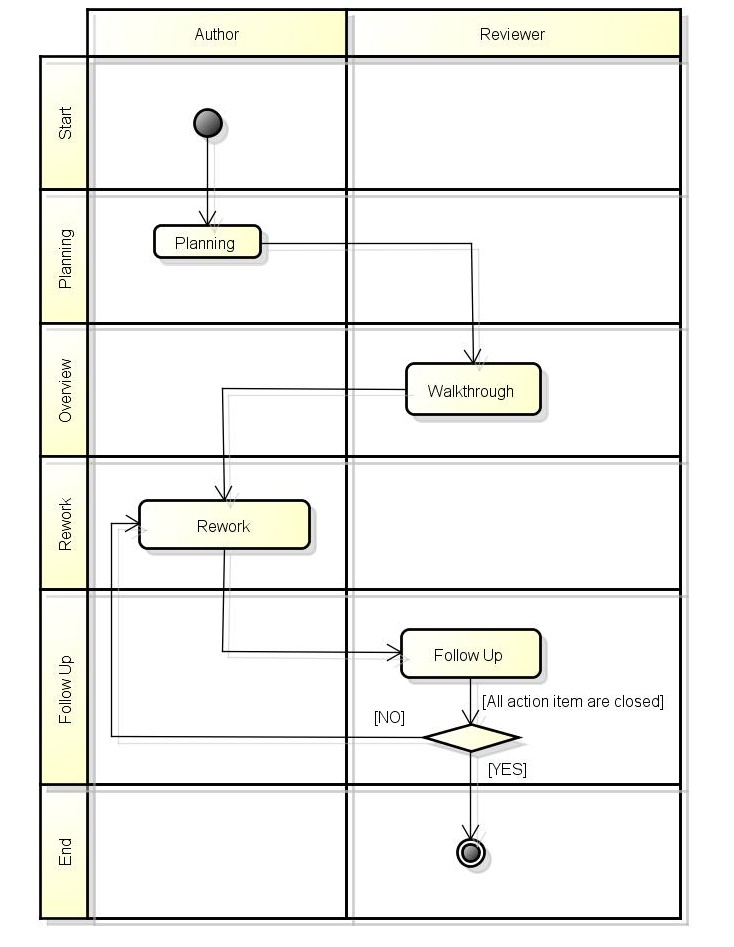 Author
Reviewer
Start
Planning
Planning
Overview
Walkthrough
Rework
Rework
Follow Up
Follow Up
[All action item are closed]
[NO]
[YES]
End